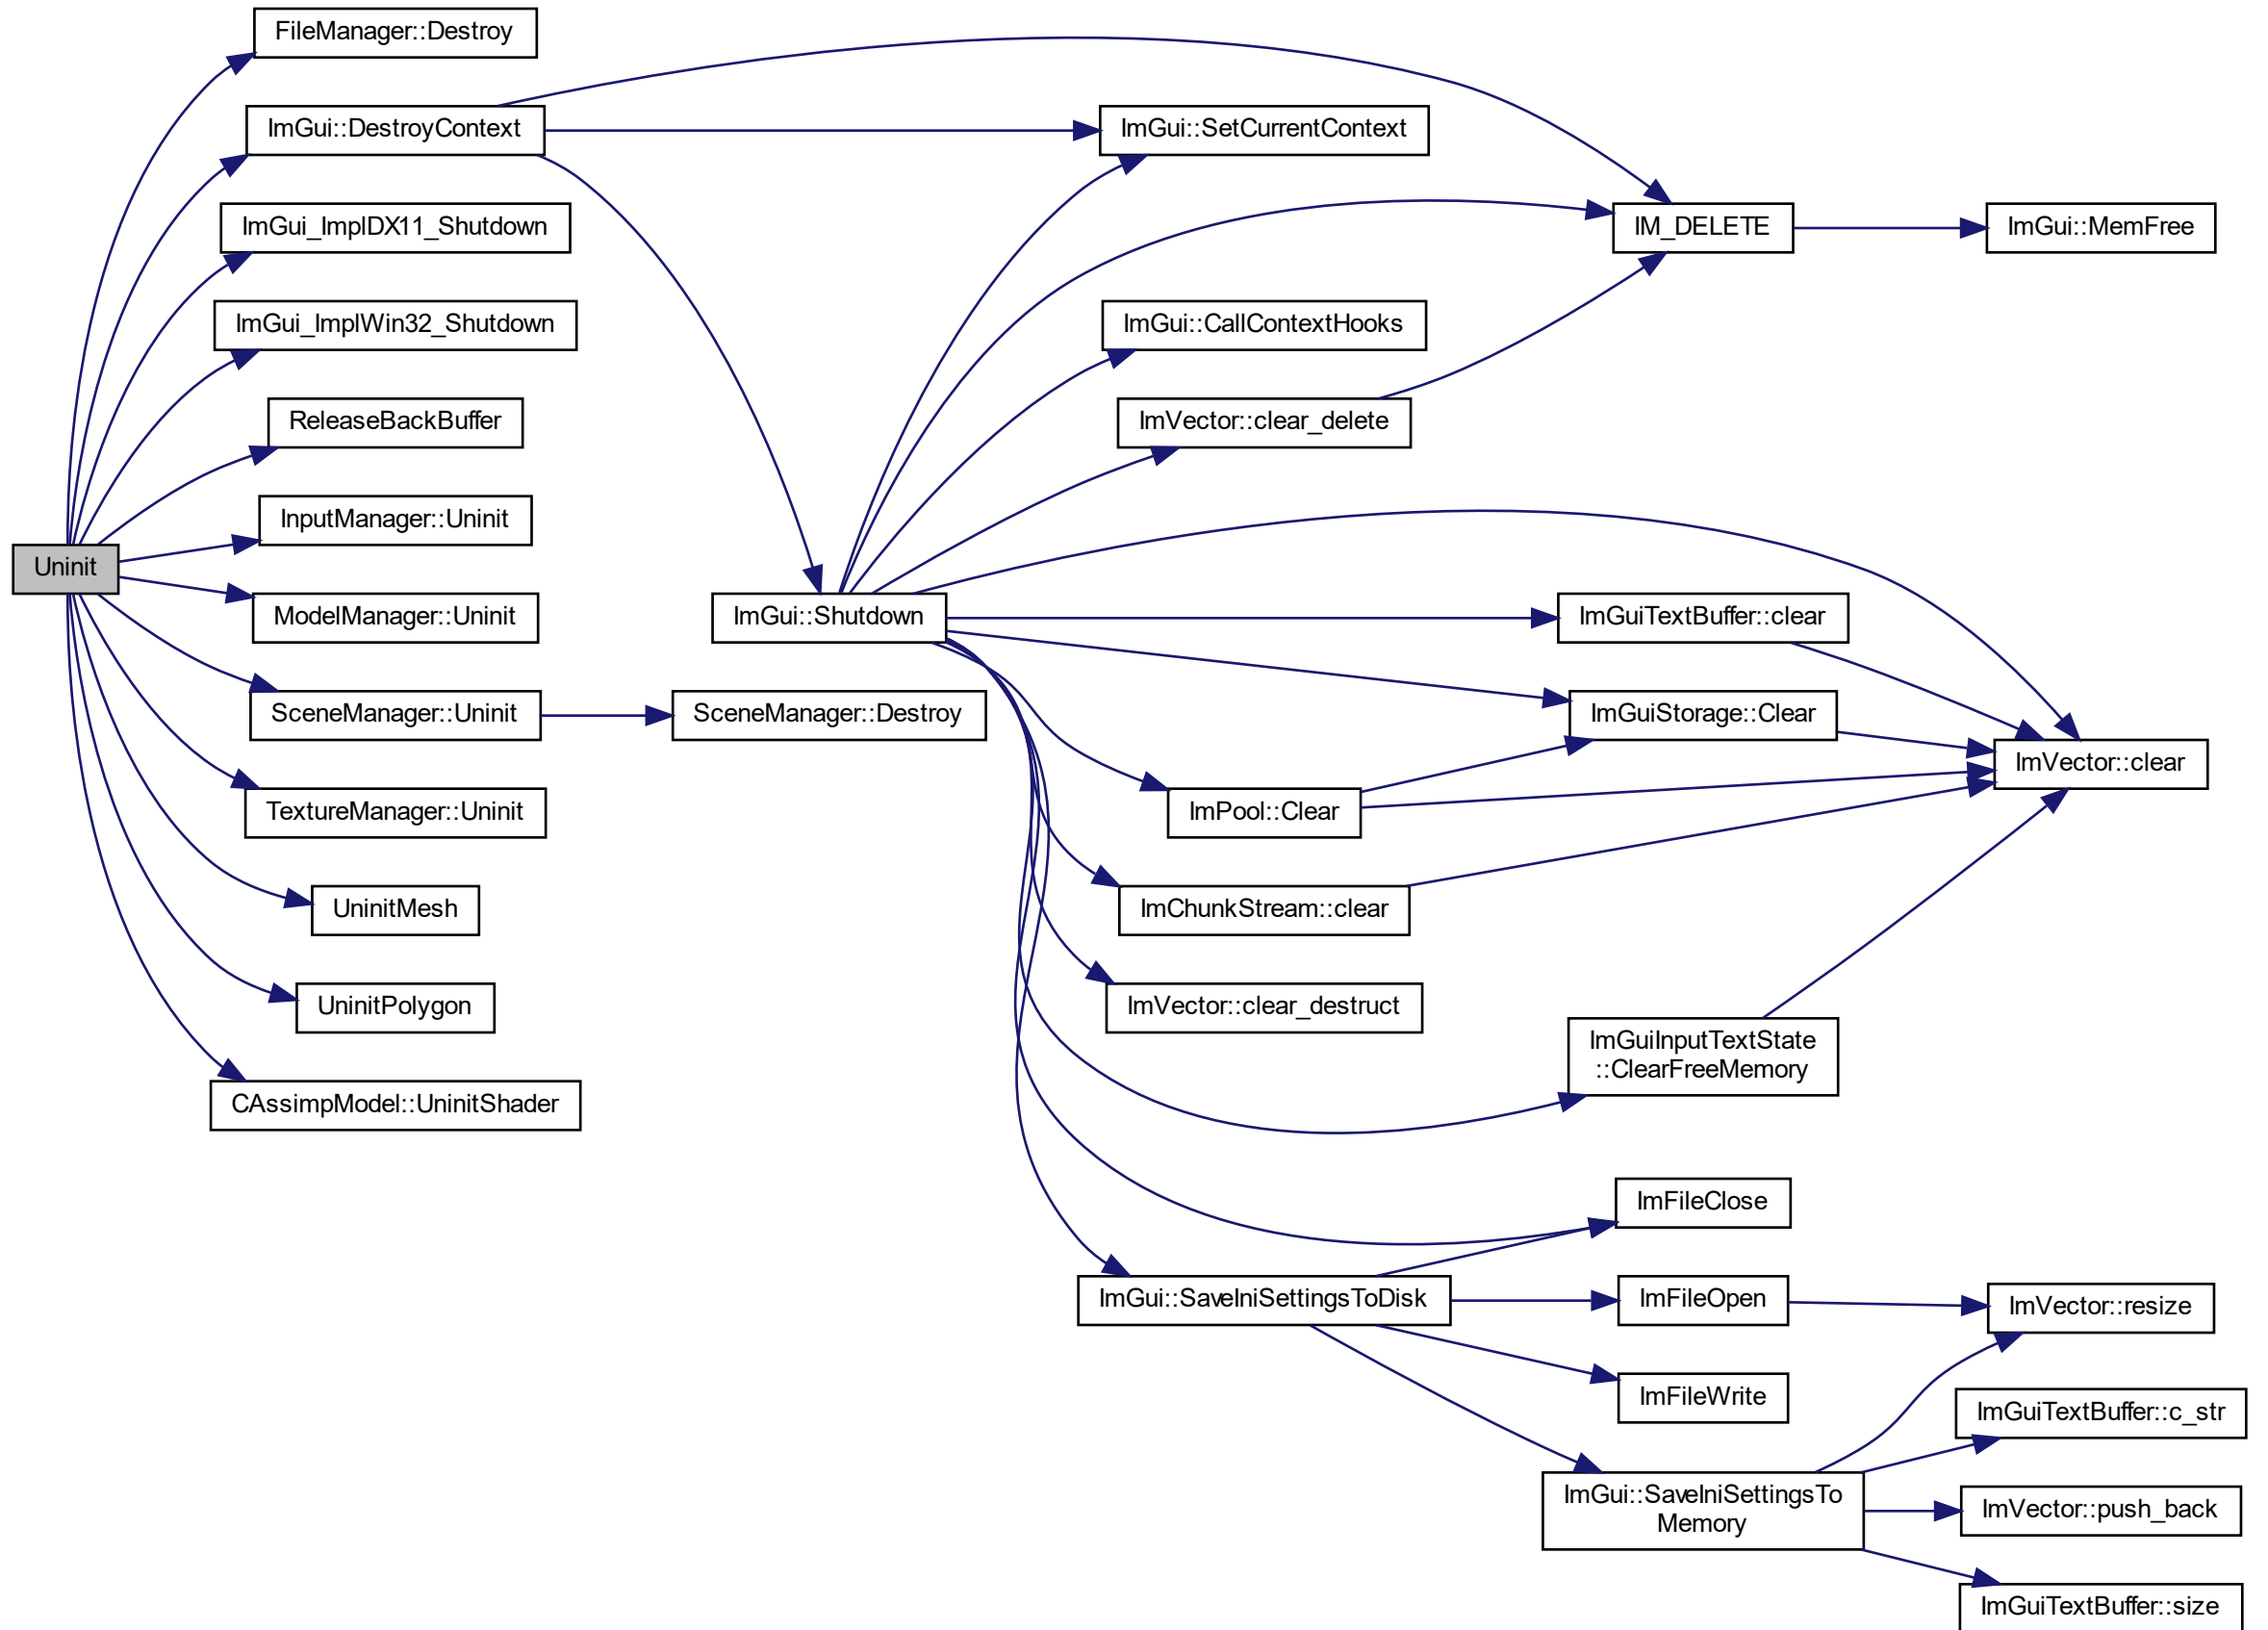 Uninit
FileManager::Destroy
ImGui::DestroyContext
ImGui_ImplDX11_Shutdown
ImGui_ImplWin32_Shutdown
ReleaseBackBuffer
InputManager::Uninit
ModelManager::Uninit
SceneManager::Uninit
TextureManager::Uninit
UninitMesh
UninitPolygon
CAssimpModel::UninitShader
ImGui::Shutdown
SceneManager::Destroy
ImGui::SetCurrentContext
ImGui::CallContextHooks
ImVector::clear_delete
ImPool::Clear
ImChunkStream::clear
ImVector::clear_destruct
ImGui::SaveIniSettingsToDisk
IM_DELETE
ImGuiTextBuffer::clear
ImGuiStorage::Clear
ImGuiInputTextState
::ClearFreeMemory
ImFileClose
ImFileOpen
ImFileWrite
ImGui::SaveIniSettingsTo
Memory
ImGui::MemFree
ImVector::clear
ImVector::resize
ImGuiTextBuffer::c_str
ImVector::push_back
ImGuiTextBuffer::size